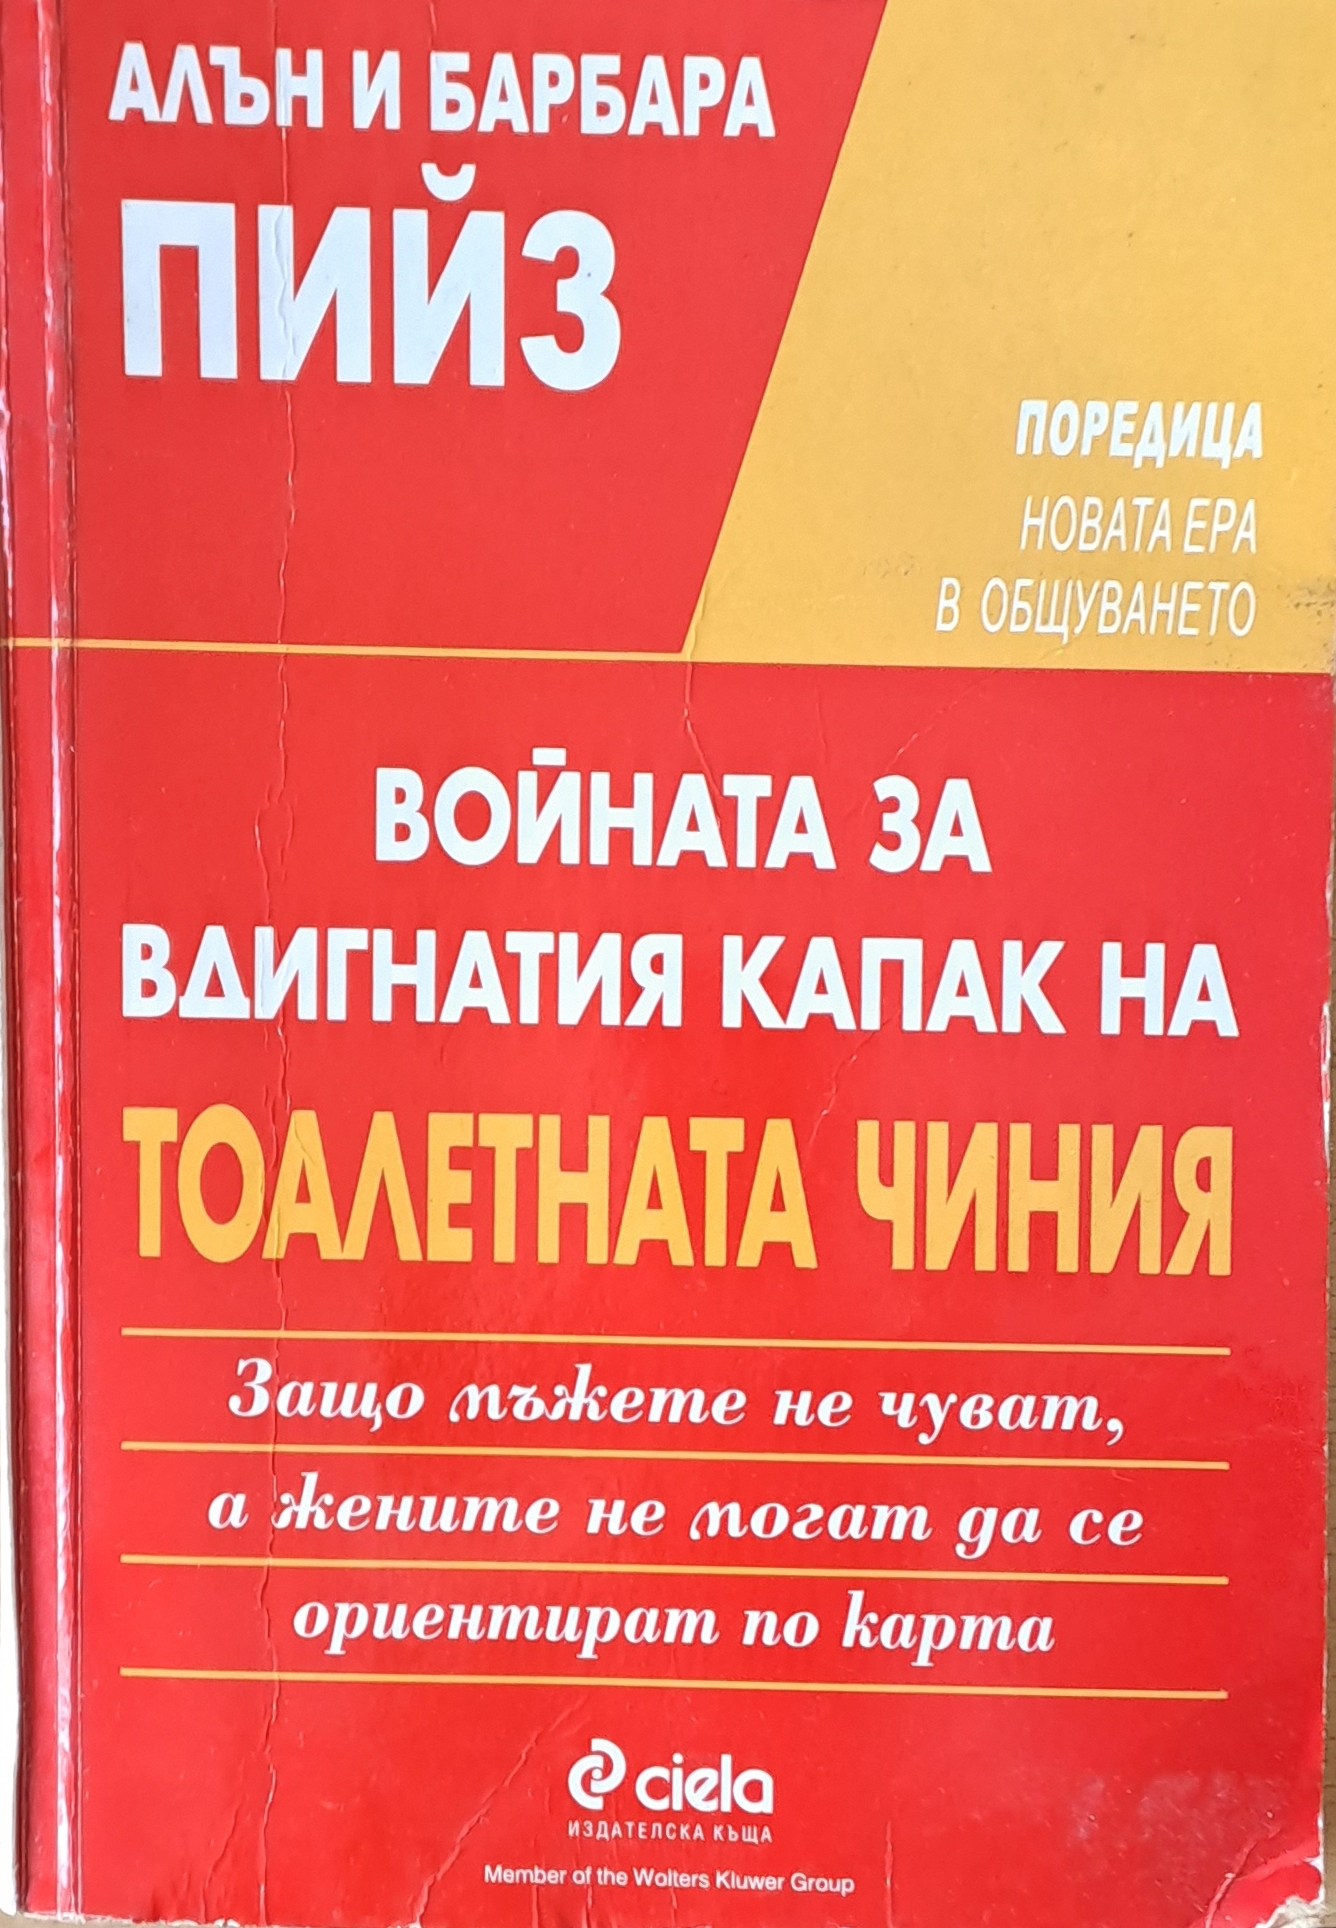 АЛЪН И БАРБАРА
ПИЙЗ
ПОРЕДИЦА
НОВАТА ЕРА
В ОБЩУВАНЕТО
ВОЙНАТА ЗА
ВДИГНАТИЯ КАПАК НА
ТОАЛЕТНАТА ЧИНИЯ
Защо мъжете не чуват,
а жените не могат да се
ориентират по карта
ciela
ИЗДАТЕЛСКА КЪЩА
Member of the Wolters Kluwer Group